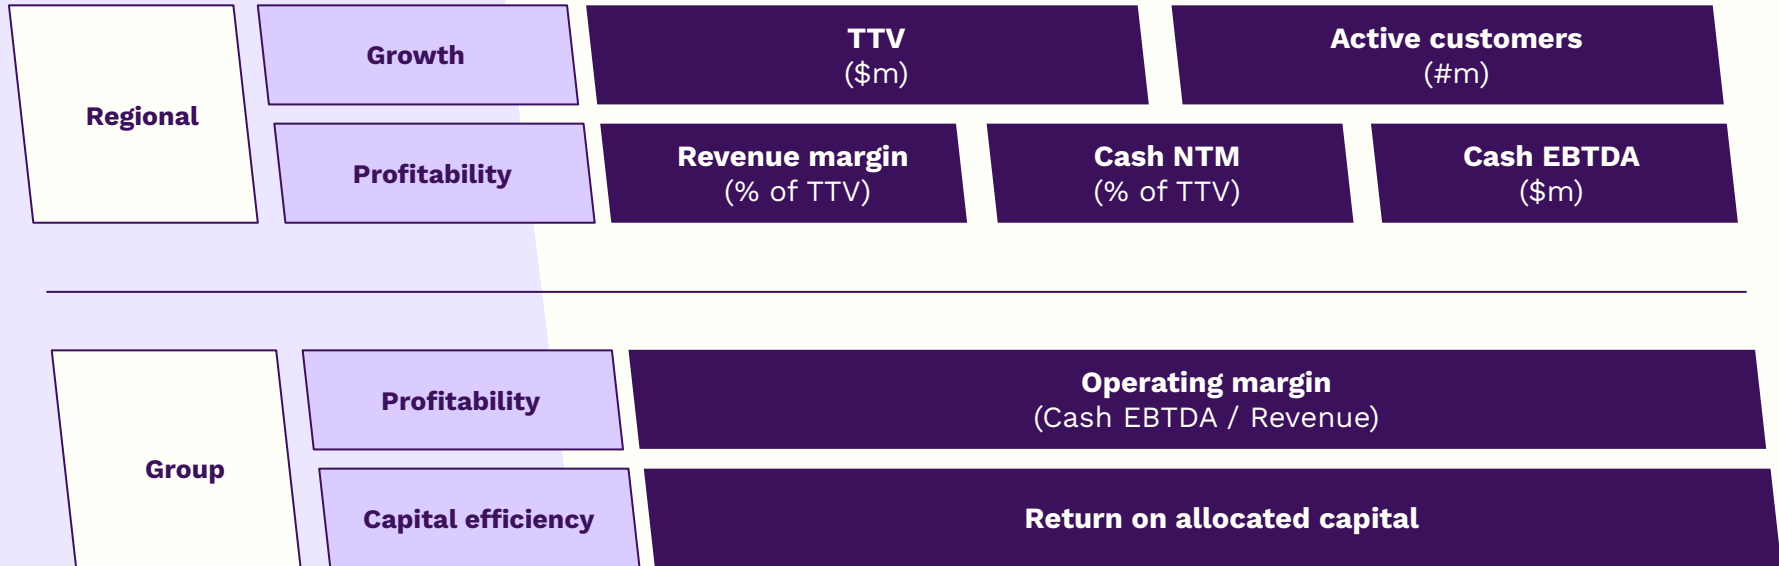 Regional
Growth
TTV
($m)
Active customers
(#m)
Profitability
Revenue margin
(% of TTV)
Cash NTM
(% of TTV)
Cash EBTDA
($m)
Group
Profitability
Operating margin
(Cash EBTDA / Revenue)
Capital efficiency
Return on allocated capital